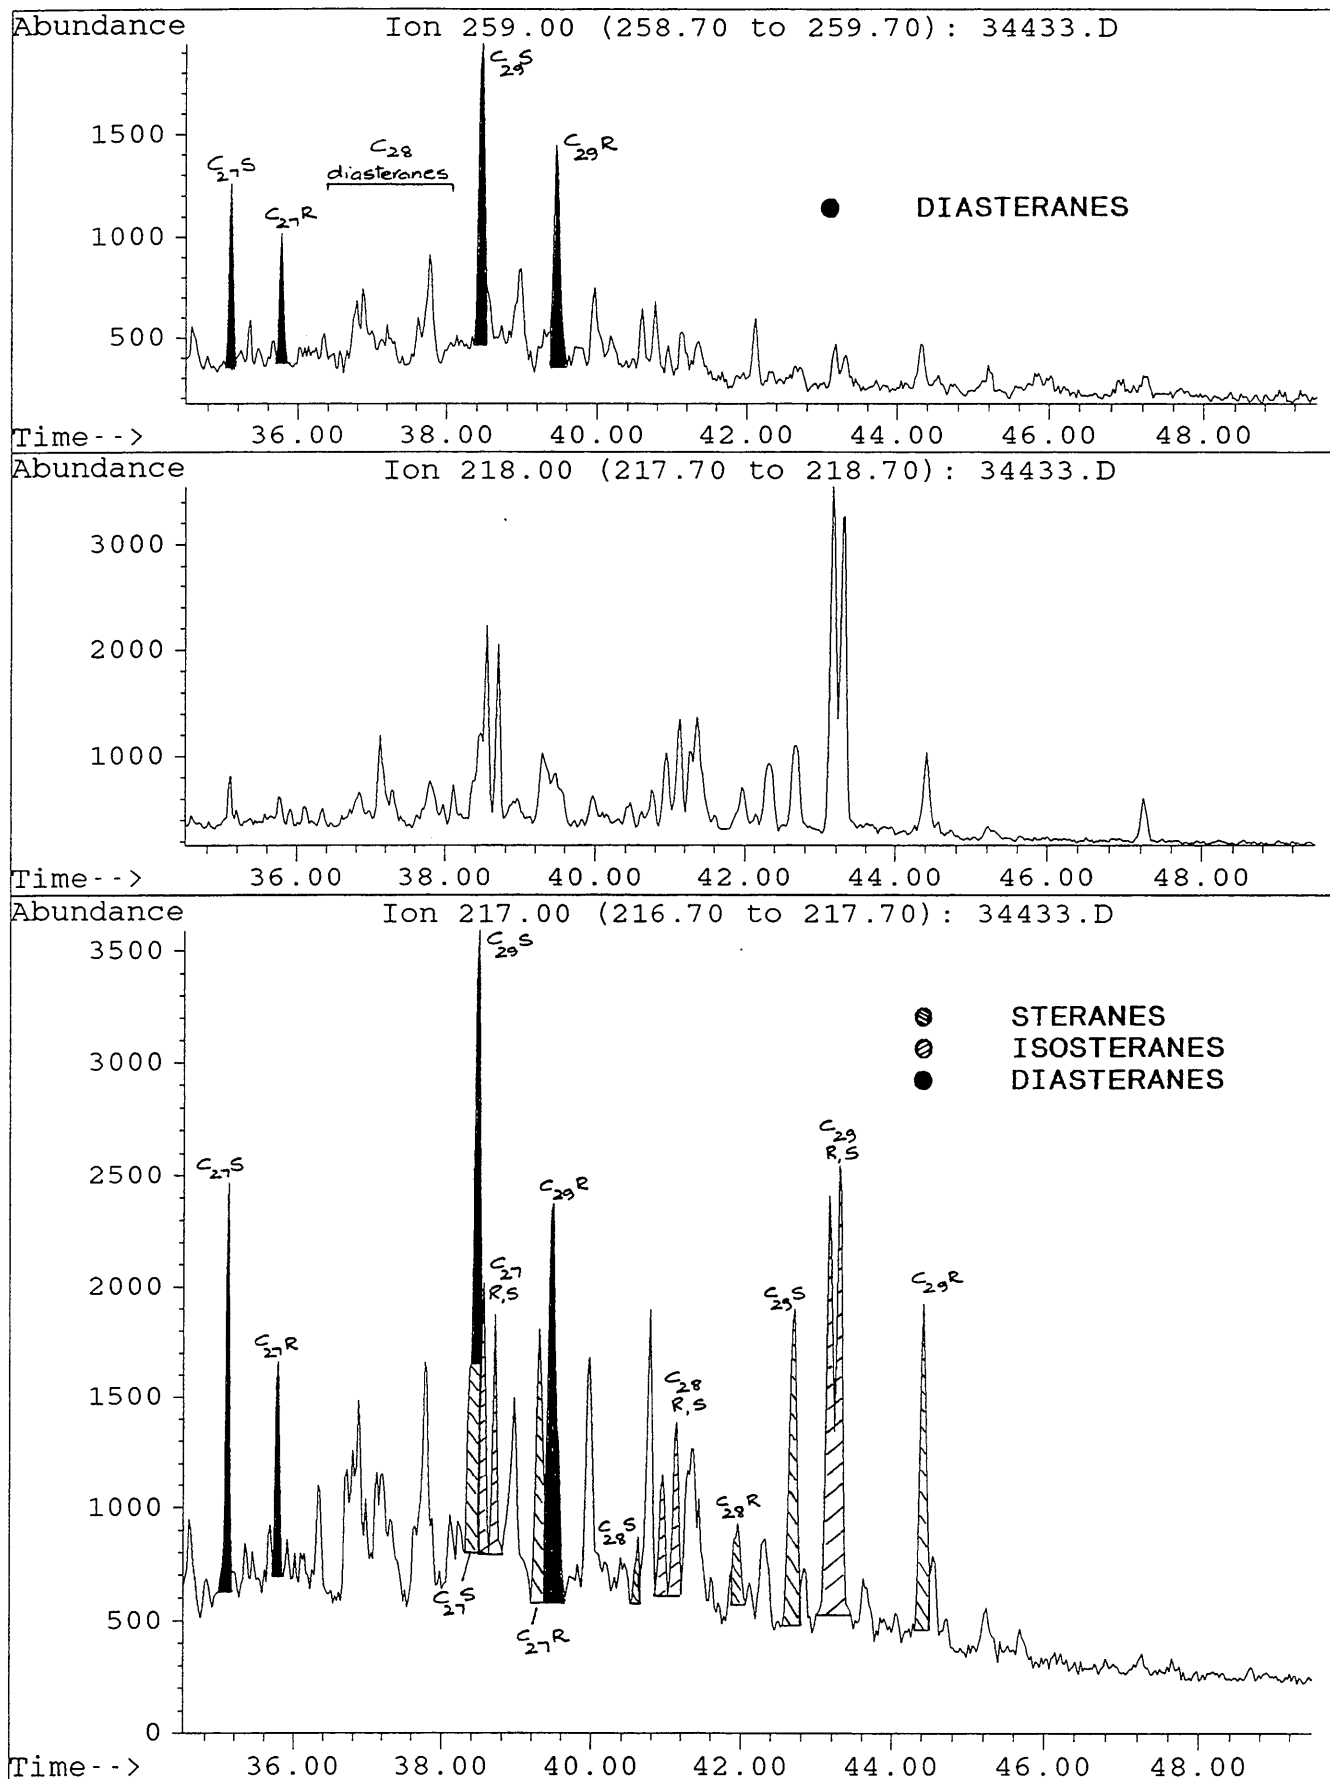 Abundance
Ion 259.00 (258.70 to 259.70): 34433.D
C29S
1500
C27S
C28
diasteranes
C29R
C27R
DIASTERANES
1000
500
Time-->
36.00 38.00 40.00 42.00 44.00 46.00 48.00
Abundance
Ion 218.00 (217.70 to 218.70): 34433.D
3000
2000
1000
Time-->
36.00 38.00 40.00 42.00 44.00 46.00 48.00
Abundance
Ion 217.00 (216.70 to 217.70): 34433.D
C29S
3500
STERANES
ISOSTERANES
DIASTERANES
3000
C29
R,S
2500
C27S
C29R
C27
R,S
2000
C29S
C29R
C27R
1500
C28
R,S
1000
C28S
C28R
C27S
500
C27R
0
Time-->
36.00 38.00 40.00 42.00 44.00 46.00 48.00